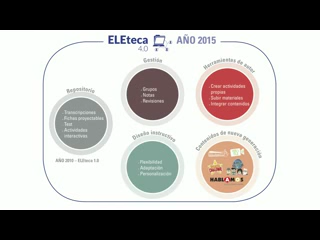 ELEteca
4.0
AÑO 2015
Repositorio
- Transcripciones
- Fichas proyectables
- Test
- Actividades
interactivas
AÑO 2010 - ELEteca 1.0
Gestión
- Grupos
- Notas
- Revisiones
Herramientas de autor
- Crear actividades
propias
- Subir materiales
- Integrar contenidos
Diseño instructivo
- Flexibilidad
- Adaptación
- Personalización
Contenidos de nueva generación
HABLAMOS